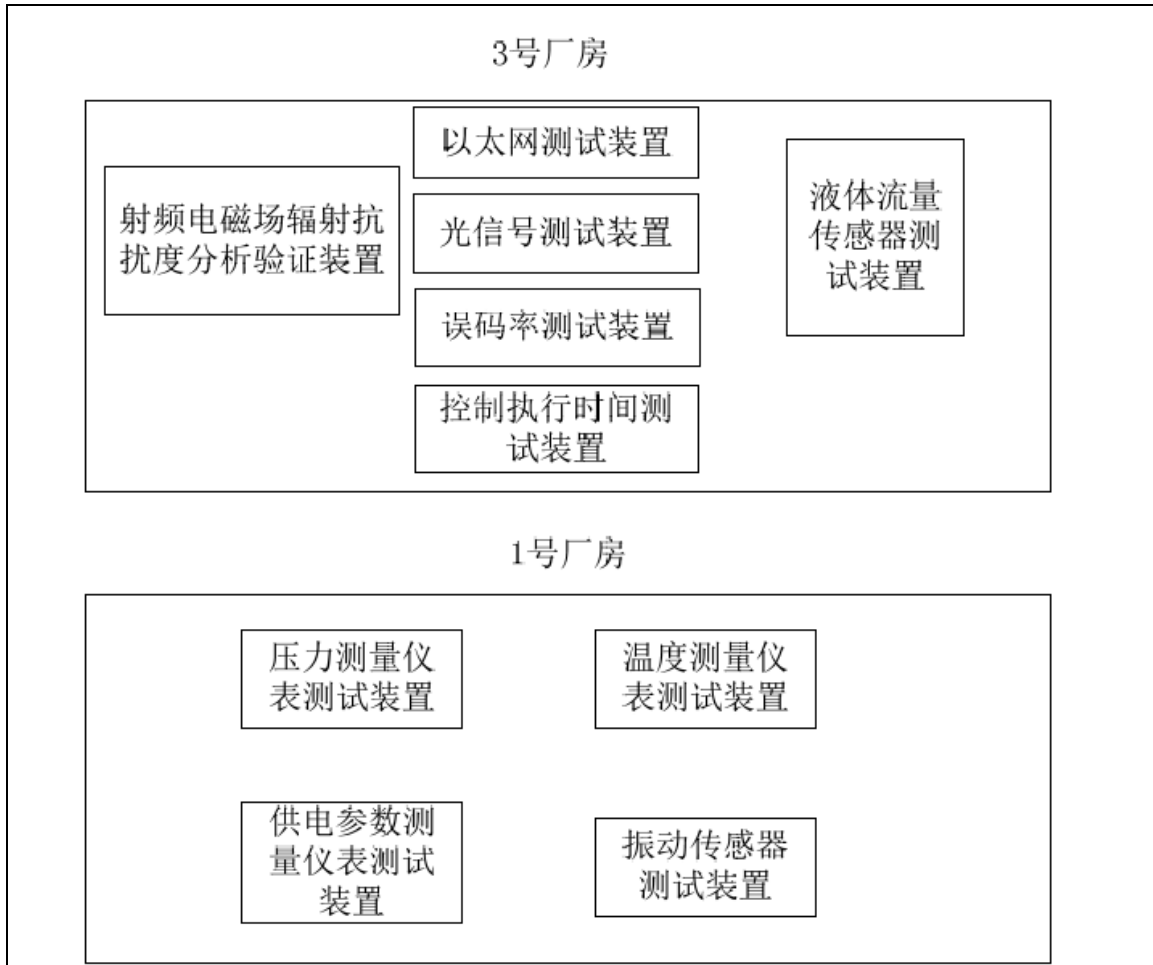 3号厂房
射频电磁场辐射抗
扰度分析验证装置
以太网测试装置
光信号测试装置
误码率测试装置
控制执行时间测
试装置
液体流量
传感器测
试装置
1号厂房
压力测量仪
表测试装置
温度测量仪
表测试装置
供电参数测
量仪表测试
装置
振动传感器
测试装置